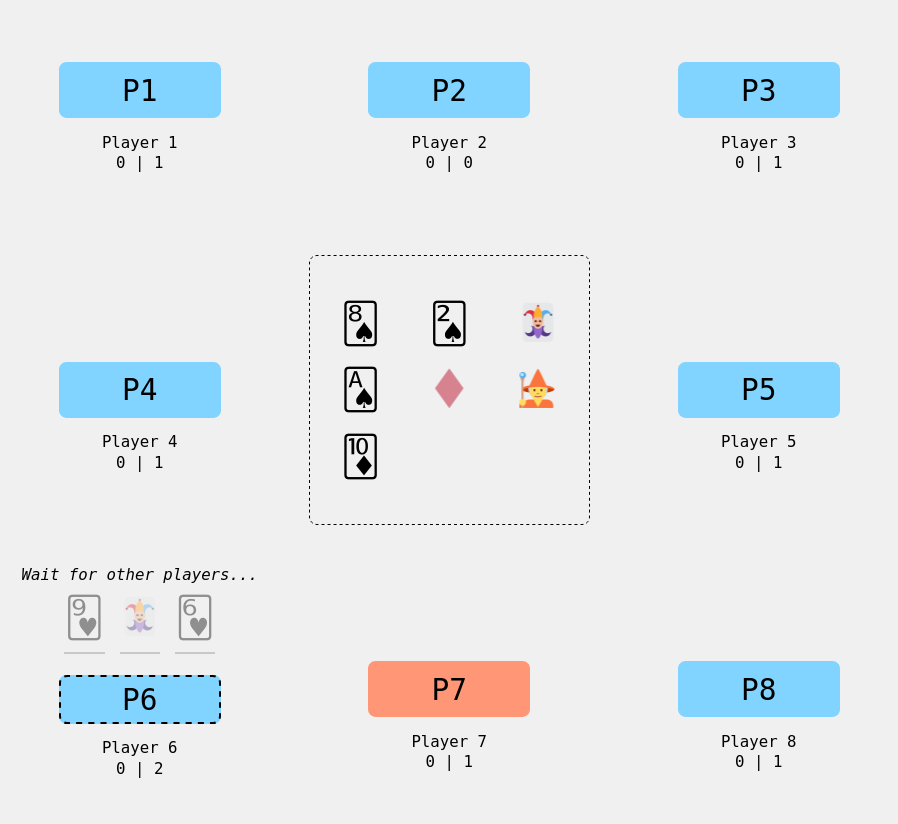 P1
Player 1
0 | 1
P2
Player 2
0 | 0
P3
Player 3
0 | 1
8
2
A
10
P4
Player 4
0 | 1
P5
Player 5
0 | 1
Wait for other players...
9
6
P6
Player 6
0 | 2
P7
Player 7
0 | 1
P8
Player 8
0 | 1